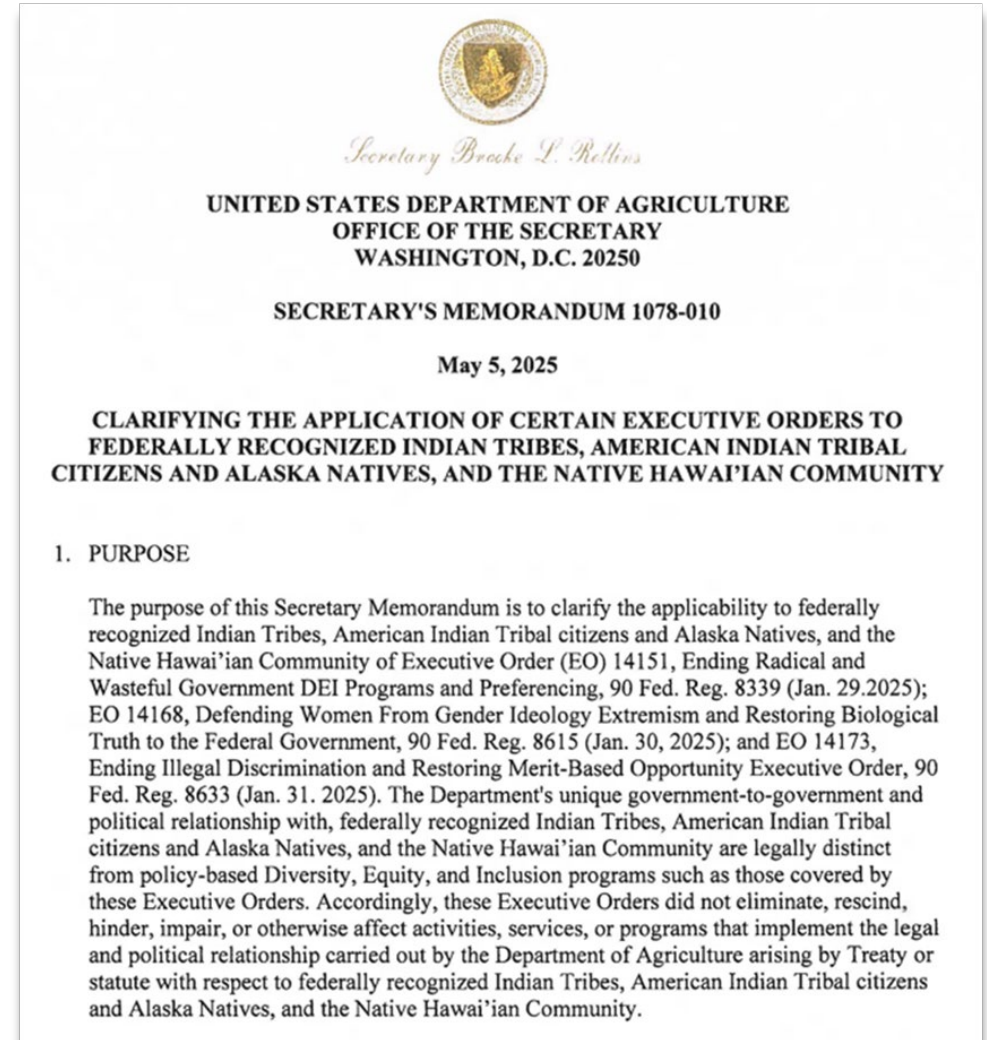 Secretary Brooke L. Rollins
UNITED STATES DEPARTMENT OF AGRICULTURE
OFFICE OF THE SECRETARY
WASHINGTON, D.C. 20250
SECRETARY'S MEMORANDUM 1078-010
May 5, 2025
CLARIFYING THE APPLICATION OF CERTAIN EXECUTIVE ORDERS TO
FEDERALLY RECOGNIZED INDIAN TRIBES, AMERICAN INDIAN TRIBAL
CITIZENS AND ALASKA NATIVES, AND THE NATIVE HAWAI’IAN COMMUNITY
1. PURPOSE
The purpose of this Secretary Memorandum is to clarify the applicability to federally
recognized Indian Tribes, American Indian Tribal citizens and Alaska Natives, and the
Native Hawai’ian Community of Executive Order (EO) 14151, Ending Radical and
Wasteful Government DEI Programs and Preferencing, 90 Fed. Reg. 8339 (Jan. 29.2025);
EO 14168, Defending Women From Gender Ideology Extremism and Restoring Biological
Truth to the Federal Government, 90 Fed. Reg. 8615 (Jan. 30, 2025); and EO 14173,
Ending Illegal Discrimination and Restoring Merit-Based Opportunity Executive Order, 90
Fed. Reg. 8633 (Jan. 31. 2025). The Department's unique government-to-government and
political relationship with, federally recognized Indian Tribes, American Indian Tribal
citizens and Alaska Natives, and the Native Hawai’ian Community are legally distinct
from policy-based Diversity, Equity, and Inclusion programs such as those covered by
these Executive Orders. Accordingly, these Executive Orders did not eliminate, rescind,
hinder, impair, or otherwise affect activities, services, or programs that implement the legal
and political relationship carried out by the Department of Agriculture arising by Treaty or
statute with respect to federally recognized Indian Tribes, American Indian Tribal citizens
and Alaska Natives, and the Native Hawai’ian Community.